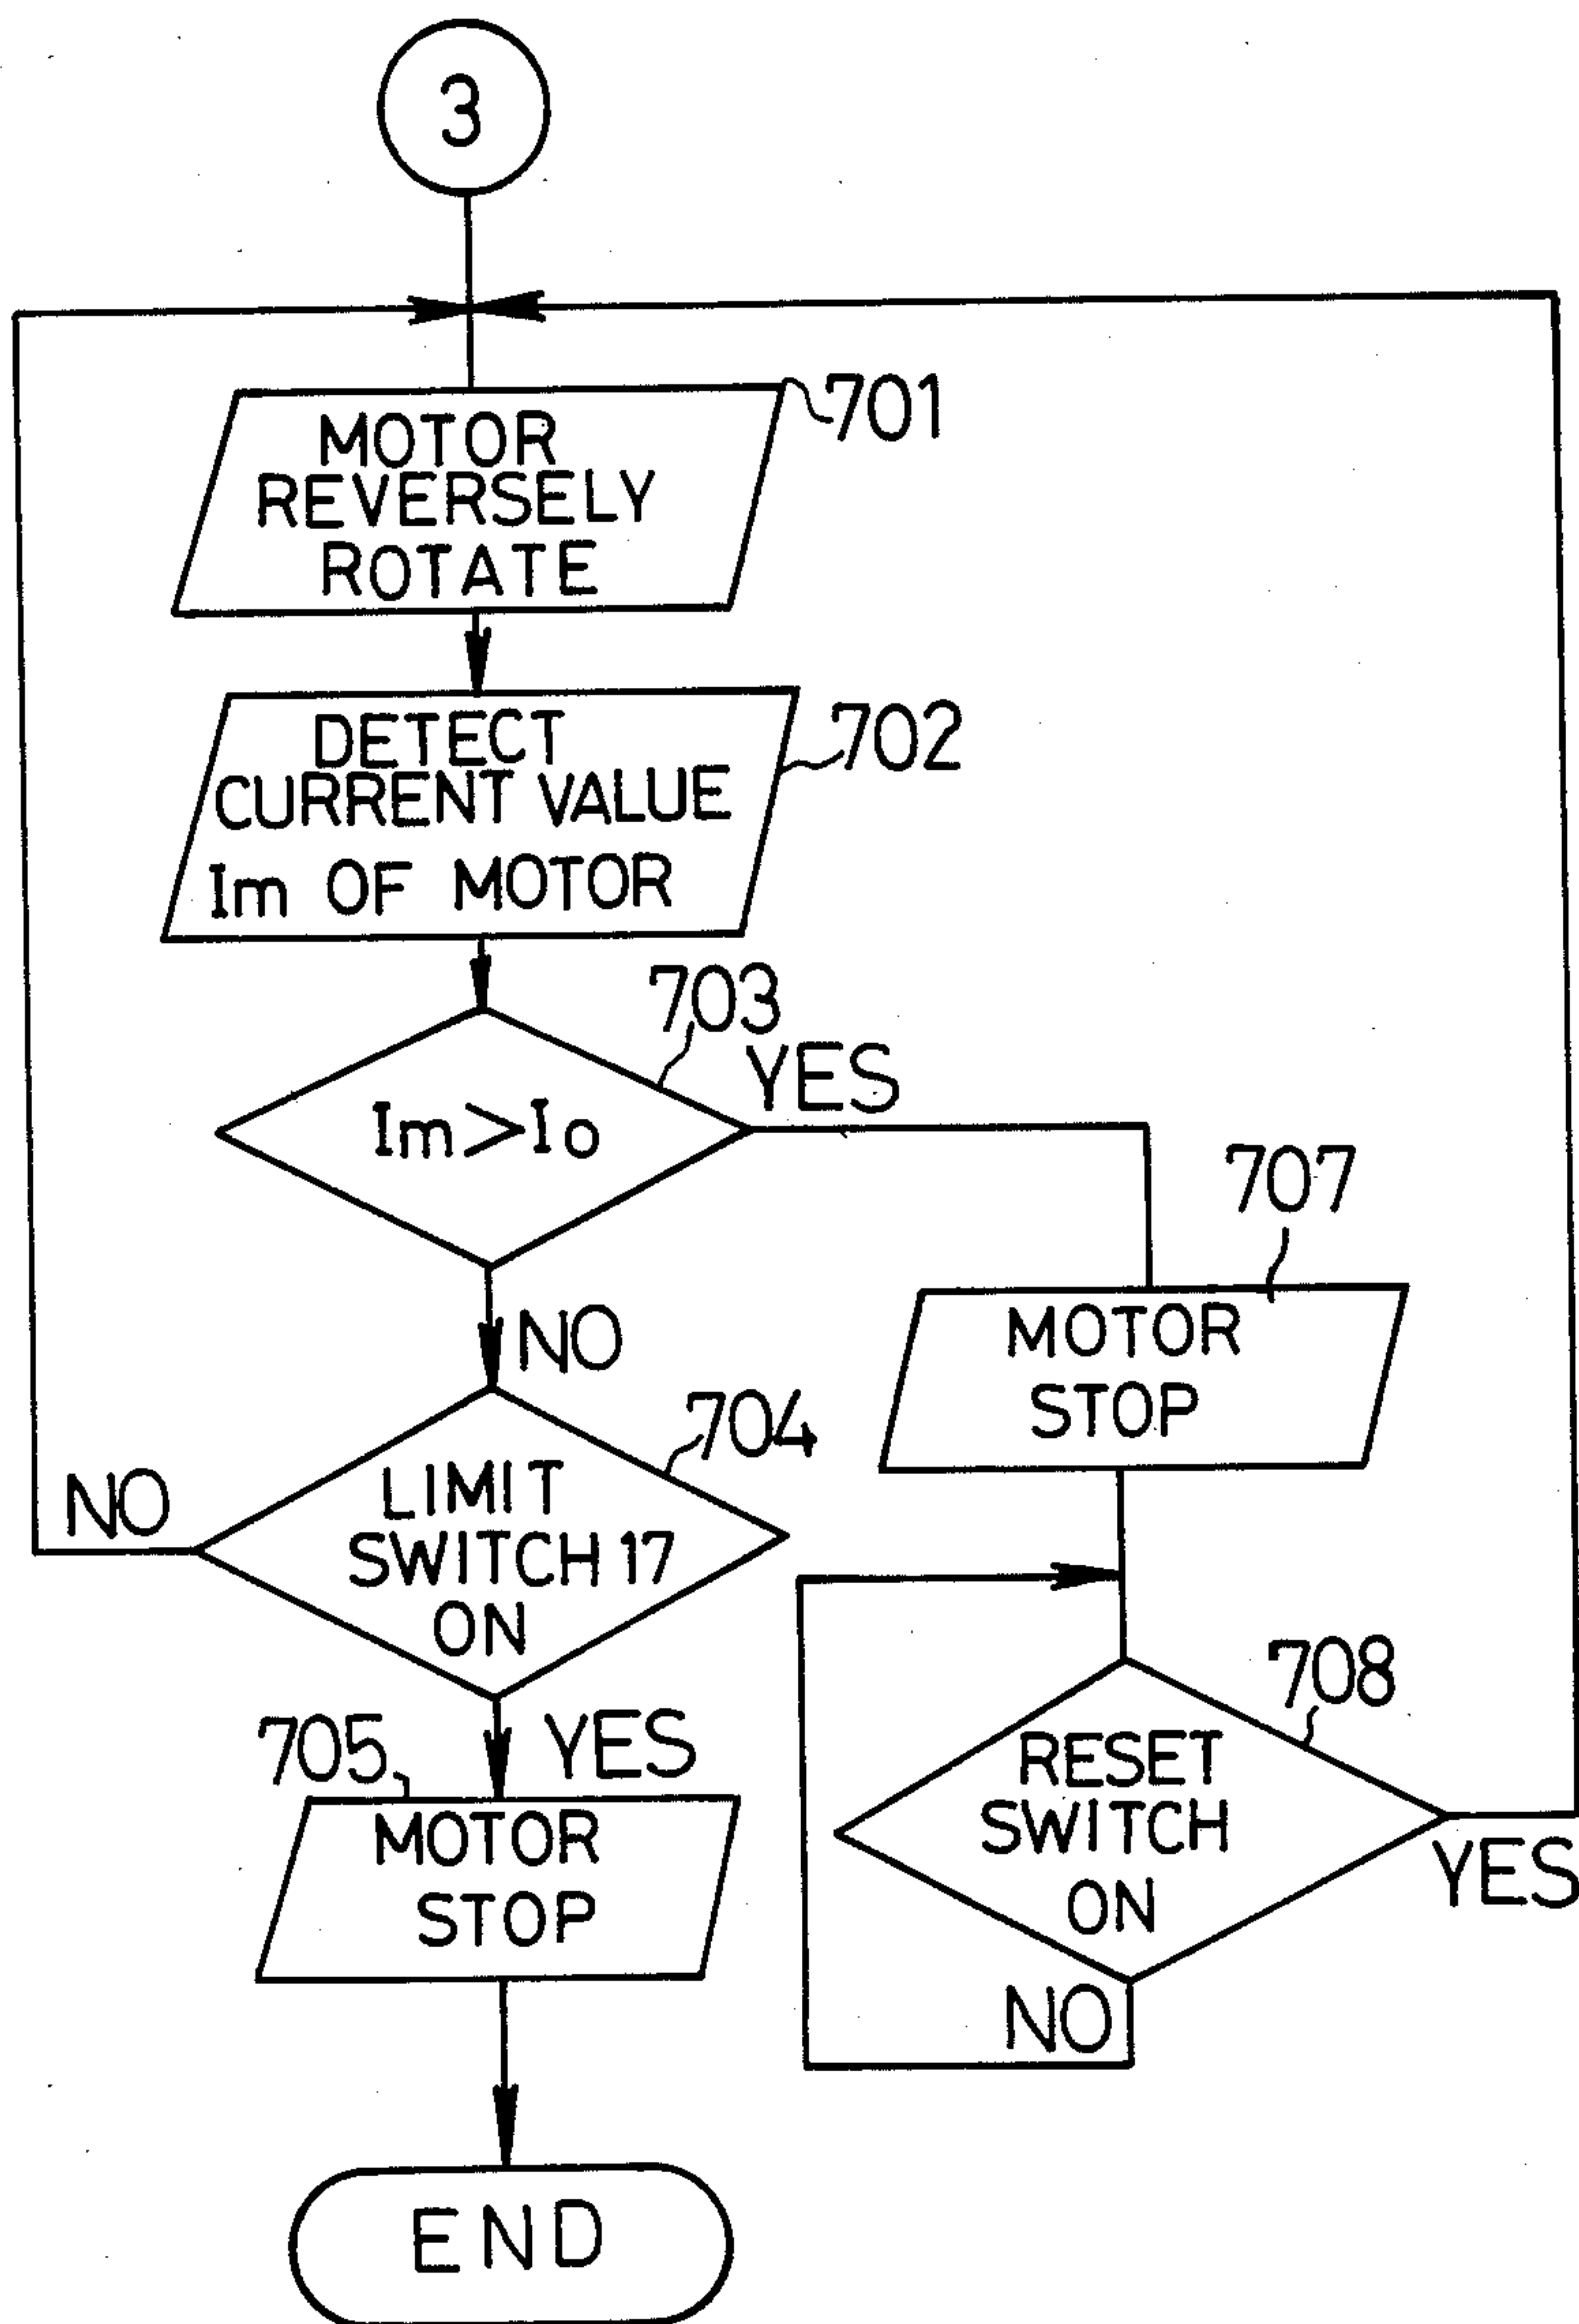 3
701
MOTOR
REVERSELY
ROTATE
702
DETECT
CURRENT VALUE
Im OF MOTOR
703
YES
Im>Io
707
NO
MOTOR
STOP
704
NO
LIMIT
SWITCH 17
ON
708
705
YES
RESET
SWITCH
ON
YES
MOTOR
STOP
NO
END